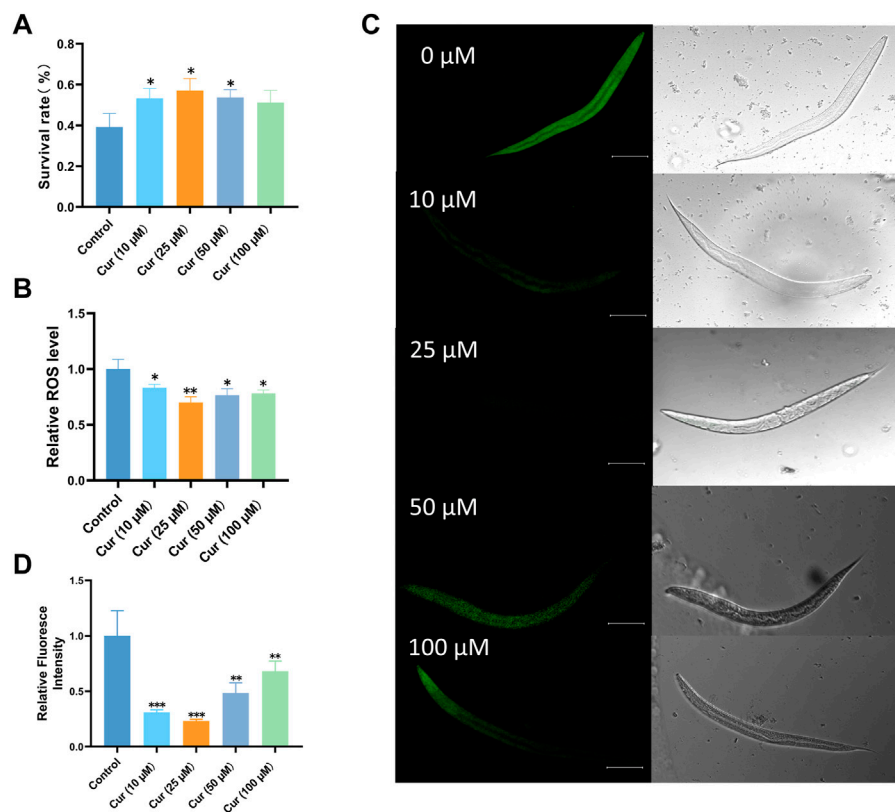 A
Survival rate( %)
0.8
0.6
0.4
0.2
0.0
*
*
*
Control
Cur (10 μM)
Cur (25 μM)
Cur (50 μM)
Cur (100 μM)
B
Relative ROS level
1.5
1.0
0.5
0.0
*
**
*
*
Control
Cur (10 μM)
Cur (25 μM)
Cur (50 μM)
Cur (100 μM)
D
Relative Fluoresce
Intensity
1.5
1.0
0.5
0.0
***
***
**
**
Control
Cur (10 μM)
Cur (25 μM)
Cur (50 μM)
Cur (100 μM)
C
0 μM
10 μM
25 μM
50 μM
100 μM